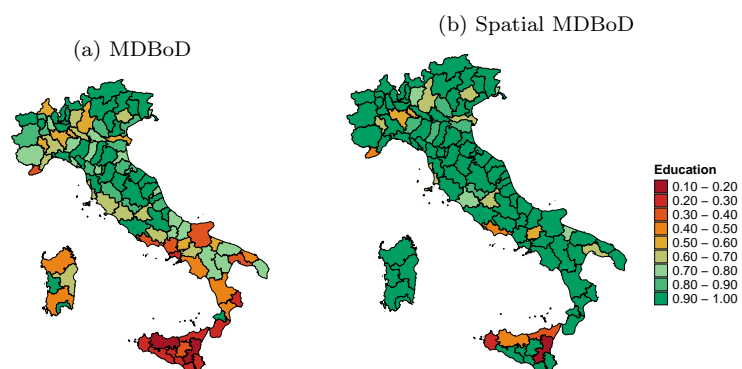 (a) MDBoD
(b) Spatial MDBoD
Education
0.10 – 0.20
0.20 – 0.30
0.30 – 0.40
0.40 – 0.50
0.50 – 0.60
0.60 – 0.70
0.70 – 0.80
0.80 – 0.90
0.90 – 1.00